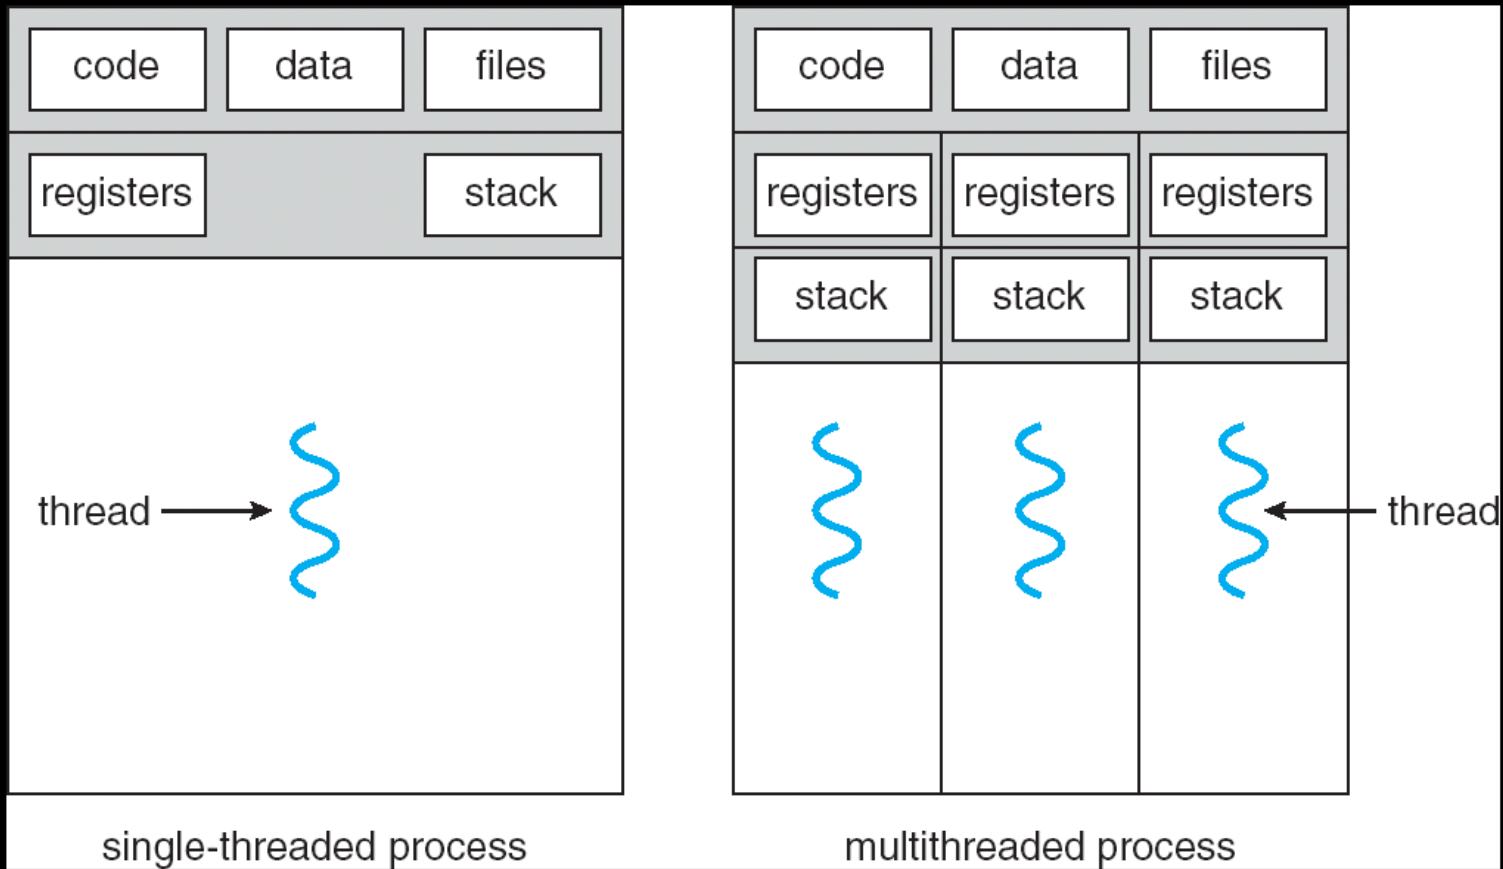 code data files
registers stack
thread
single-threaded process
code data files
registers registers registers
stack stack stack
thread
multithreaded process